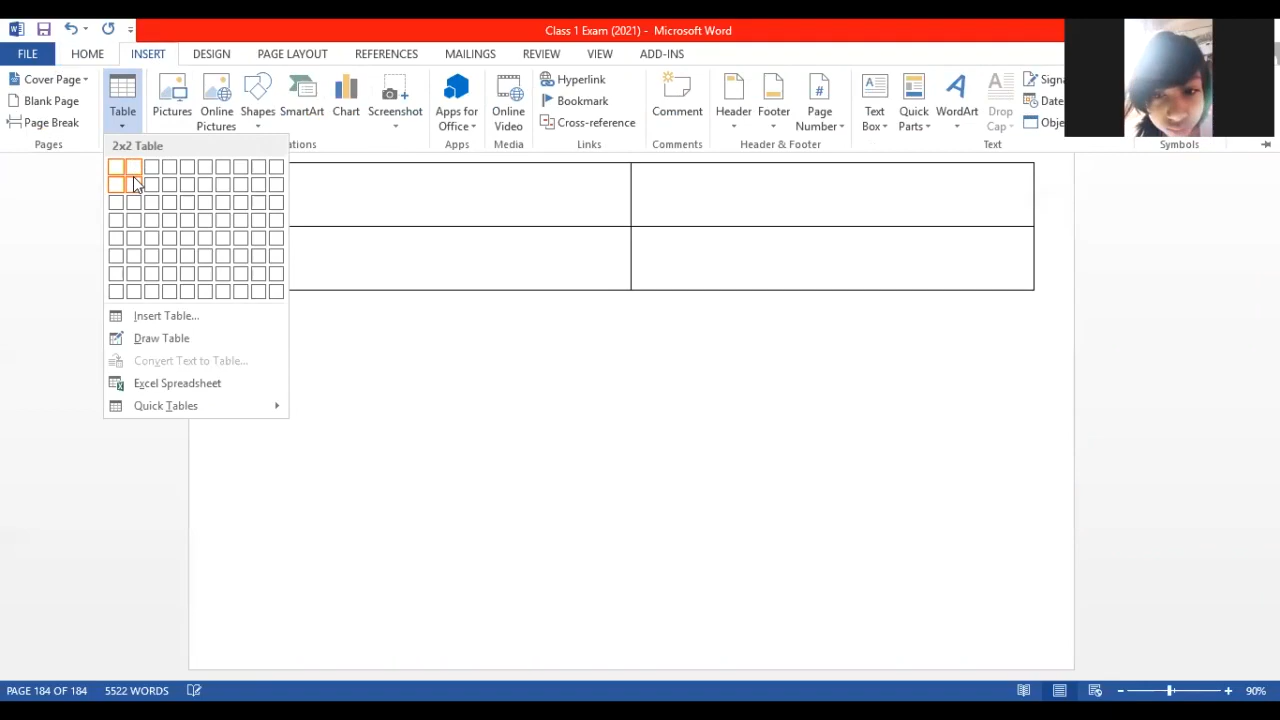 Class 1 Exam (2021) - Microsoft Word
FILE HOME INSERT DESIGN PAGE LAYOUT REFERENCES MAILINGS REVIEW VIEW ADD-INS
Cover Page
Blank Page
Page Break
Pages
Table
Pictures
Online Pictures
Shapes
SmartArt
Chart
Screenshot
Apps for Office
Apps
Online Video
Media
Hyperlink
Bookmark
Cross-reference
Links
Comment
Comments
Header
Footer
Page Number
Header & Footer
Text Box
Quick Parts
WordArt
Drop Cap
Text
Symbols
2x2 Table
Insert Table...
Draw Table
Convert Text to Table...
Excel Spreadsheet
Quick Tables
PAGE 184 OF 184 5522 WORDS 90%